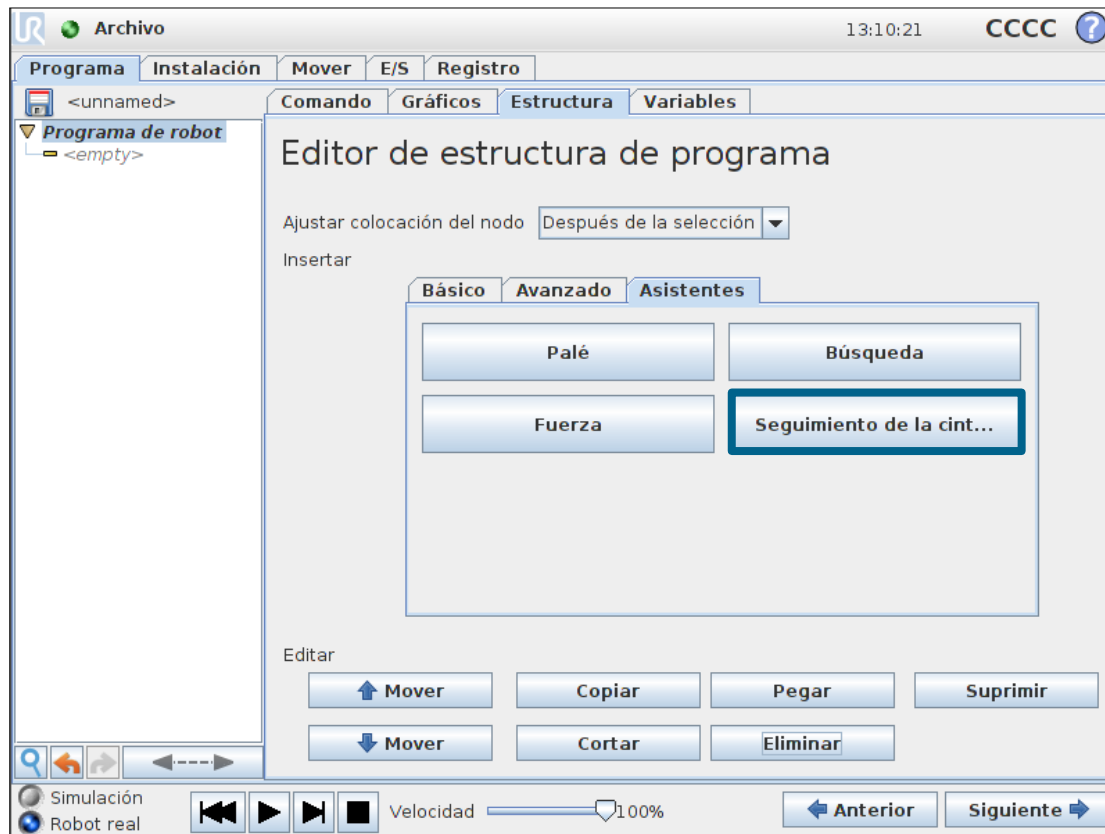 UR Archivo 13:10:21 CCCC ?
Programa Instalación Mover E/S Registro
<unnamed> Comando Gráficos Estructura Variables
Programa de robot
<empty>
Editor de estructura de programa
Ajustar colocación del nodo Después de la selección
Insertar
Básico Avanzado Asistentes
Palé Búsqueda
Fuerza Seguimiento de la cint...
Editar
Mover Copiar Pegar Suprimir
Mover Cortar Eliminar
Simulación
Robot real
Velocidad 100% Anterior Siguiente